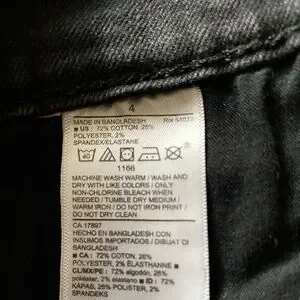 4
MADE IN BANGLADESH
■ US : 72% COTTON, 26%
POLYESTER, 2%
SPANDEX/ELASTANE
40
1166
MACHINE WASH WARM / WASH AND
DRY WITH LIKE COLORS / ONLY
NON-CHLORINE BLEACH WHEN
NEEDED / TUMBLE DRY MEDIUM /
WARM IRON / DO NOT IRON PRINT /
DO NOT DRY CLEAN
CA 17897
HECHO EN BANGLADESH CON
INSUMOS IMPORTADOS / DIBUAT DI
BANGLADESH
■ CA : 72% COTTON, 26%
POLYESTER, 2% ELASTHANNE ■
CL/MX/PE : 72% algodón, 26%
poliéster, 2% elastano ■ ID : 72%
KAPAS, 26% POLIESTER, 2%
SPANDEKS